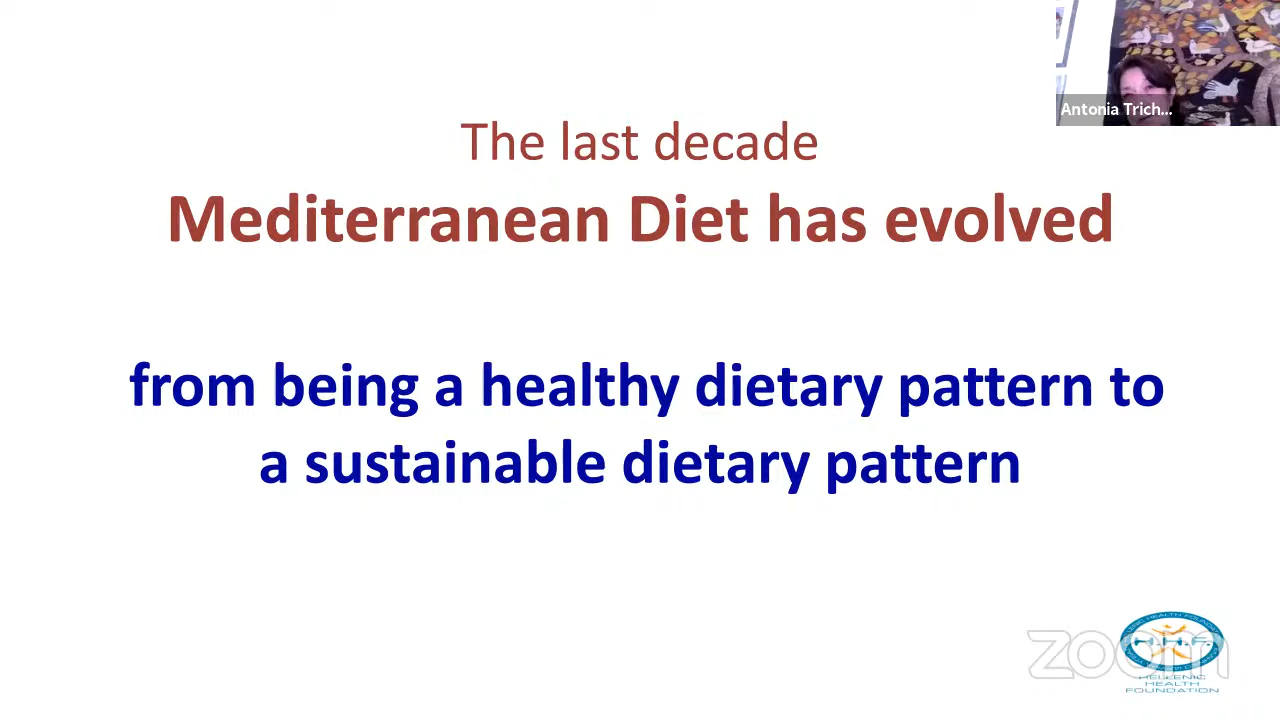 Antonia Trich...
The last decade
Mediterranean Diet has evolved
from being a healthy dietary pattern to
a sustainable dietary pattern
zoom
H.H.F.
HELLENIC
HEALTH
FOUNDATION